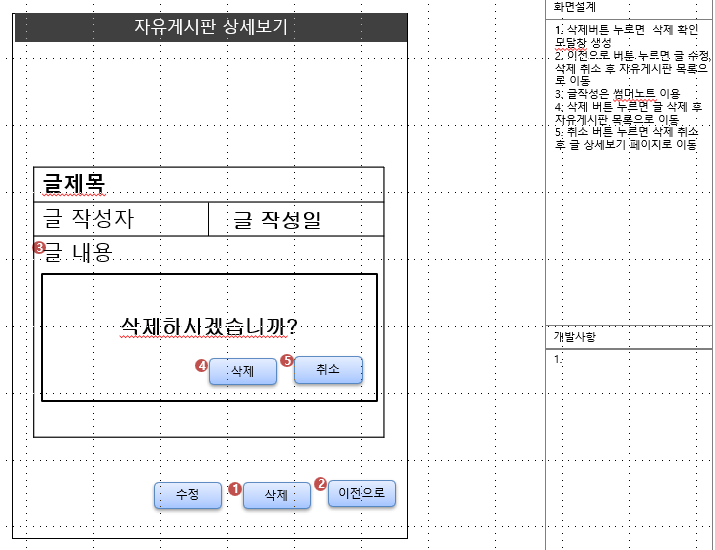 자유게시판 상세보기
글제목
글 작성자
글 작성일
3
글 내용
삭제하시겠습니까?
4
삭제
5
취소
수정
1
삭제
2
이전으로
화면설계
1. 삭제버튼 누르면 삭제 확인
모달창 생성
2. 이전으로 버튼 누르면 글 수정,
삭제 취소 후 자유게시판 목록으
로 이동
3. 글작성은 썸머노트 이용
4. 삭제 버튼 누르면 글 삭제 후
자유게시판 목록으로 이동
5. 취소 버튼 누르면 삭제 취소
후 글 상세보기 페이지로 이동
개발사항
1.